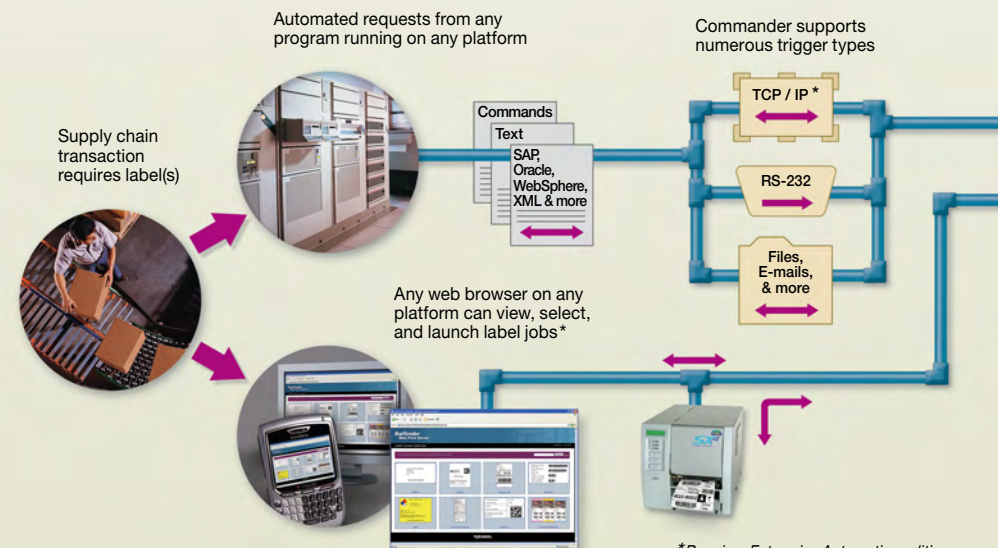 Automated requests from any
program running on any platform
Commander supports
numerous trigger types
Supply chain
transaction
requires label(s)
Commands
Text
SAP,
Oracle,
WebSphere,
XML & more
TCP / IP *
RS-232
Files,
E-mails,
& more
Any web browser on any
platform can view, select,
and launch label jobs*
BarTender